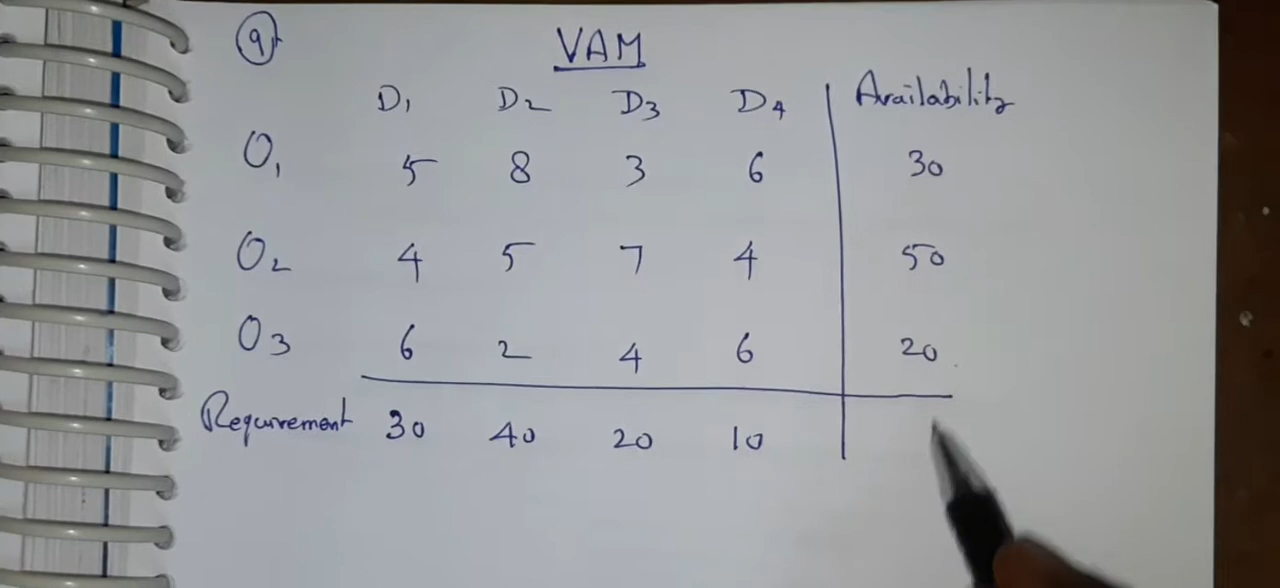 Q VAM
D1 D2 D3 D4 Availability
O1 5 8 3 6 30
O2 4 5 7 4 50
O3 6 2 4 6 20
Requirement 30 40 20 10